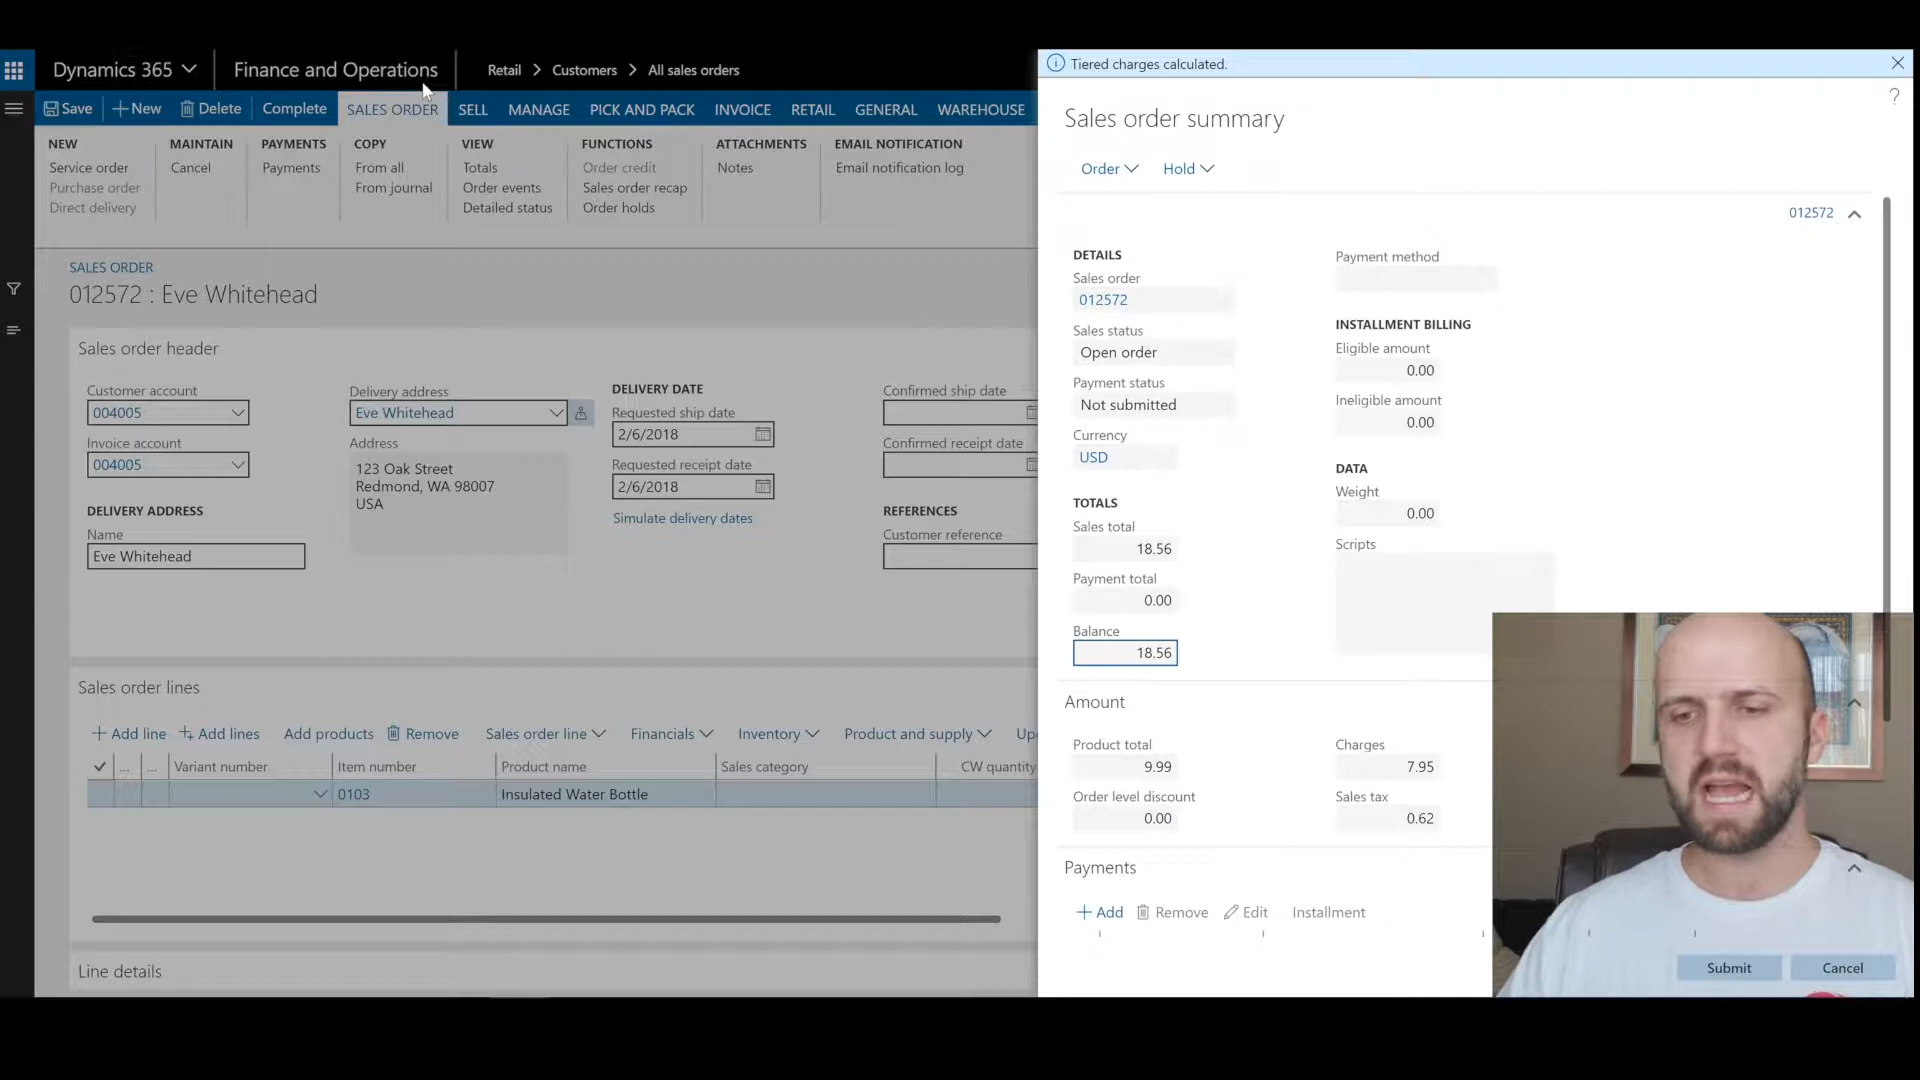 Dynamics 365
Finance and Operations
Retail > Customers > All sales orders
Save
New
Delete
Complete
SALES ORDER
SELL
MANAGE
PICK AND PACK
INVOICE
RETAIL
GENERAL
WAREHOUSE
NEW
Service order
Purchase order
Direct delivery
MAINTAIN
Cancel
PAYMENTS
Payments
COPY
From all
From journal
VIEW
Totals
Order events
Detailed status
FUNCTIONS
Order credit
Sales order recap
Order holds
ATTACHMENTS
Notes
EMAIL NOTIFICATION
Email notification log
SALES ORDER
012572 : Eve Whitehead
Sales order header
Customer account
004005
Invoice account
004005
DELIVERY ADDRESS
Name
Eve Whitehead
Delivery address
Eve Whitehead
Address
123 Oak Street
Redmond, WA 98007
USA
DELIVERY DATE
Requested ship date
2/6/2018
Requested receipt date
2/6/2018
Simulate delivery dates
Confirmed ship date
Confirmed receipt date
REFERENCES
Customer reference
Sales order lines
Add line
Add lines
Add products
Remove
Sales order line
Financials
Inventory
Product and supply
Up
... ... Variant number Item number Product name Sales category CW quantity
0103 Insulated Water Bottle
Line details
Tiered charges calculated.
?
Sales order summary
Order
Hold
012572
DETAILS
Sales order
012572
Sales status
Open order
Payment status
Not submitted
Currency
USD
TOTALS
Sales total
18.56
Payment total
0.00
Balance
18.56
Payment method
INSTALLMENT BILLING
Eligible amount
0.00
Ineligible amount
0.00
DATA
Weight
0.00
Scripts
Amount
Product total
9.99
Order level discount
0.00
Charges
7.95
Sales tax
0.62
Payments
Add
Remove
Edit
Installment
Submit
Cancel